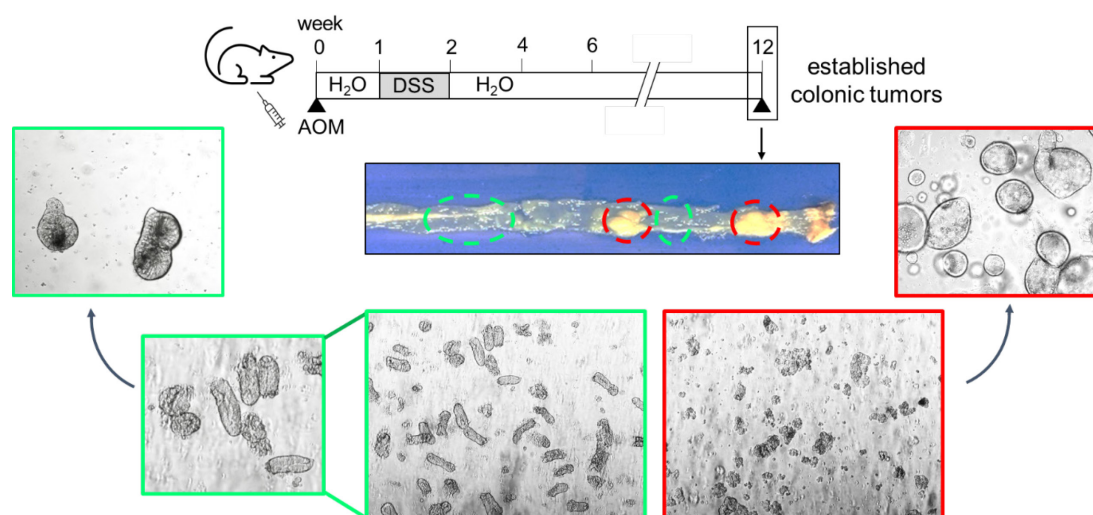 week
0 1 2 4 6 12
H₂O DSS H₂O
AOM
established
colonic tumors